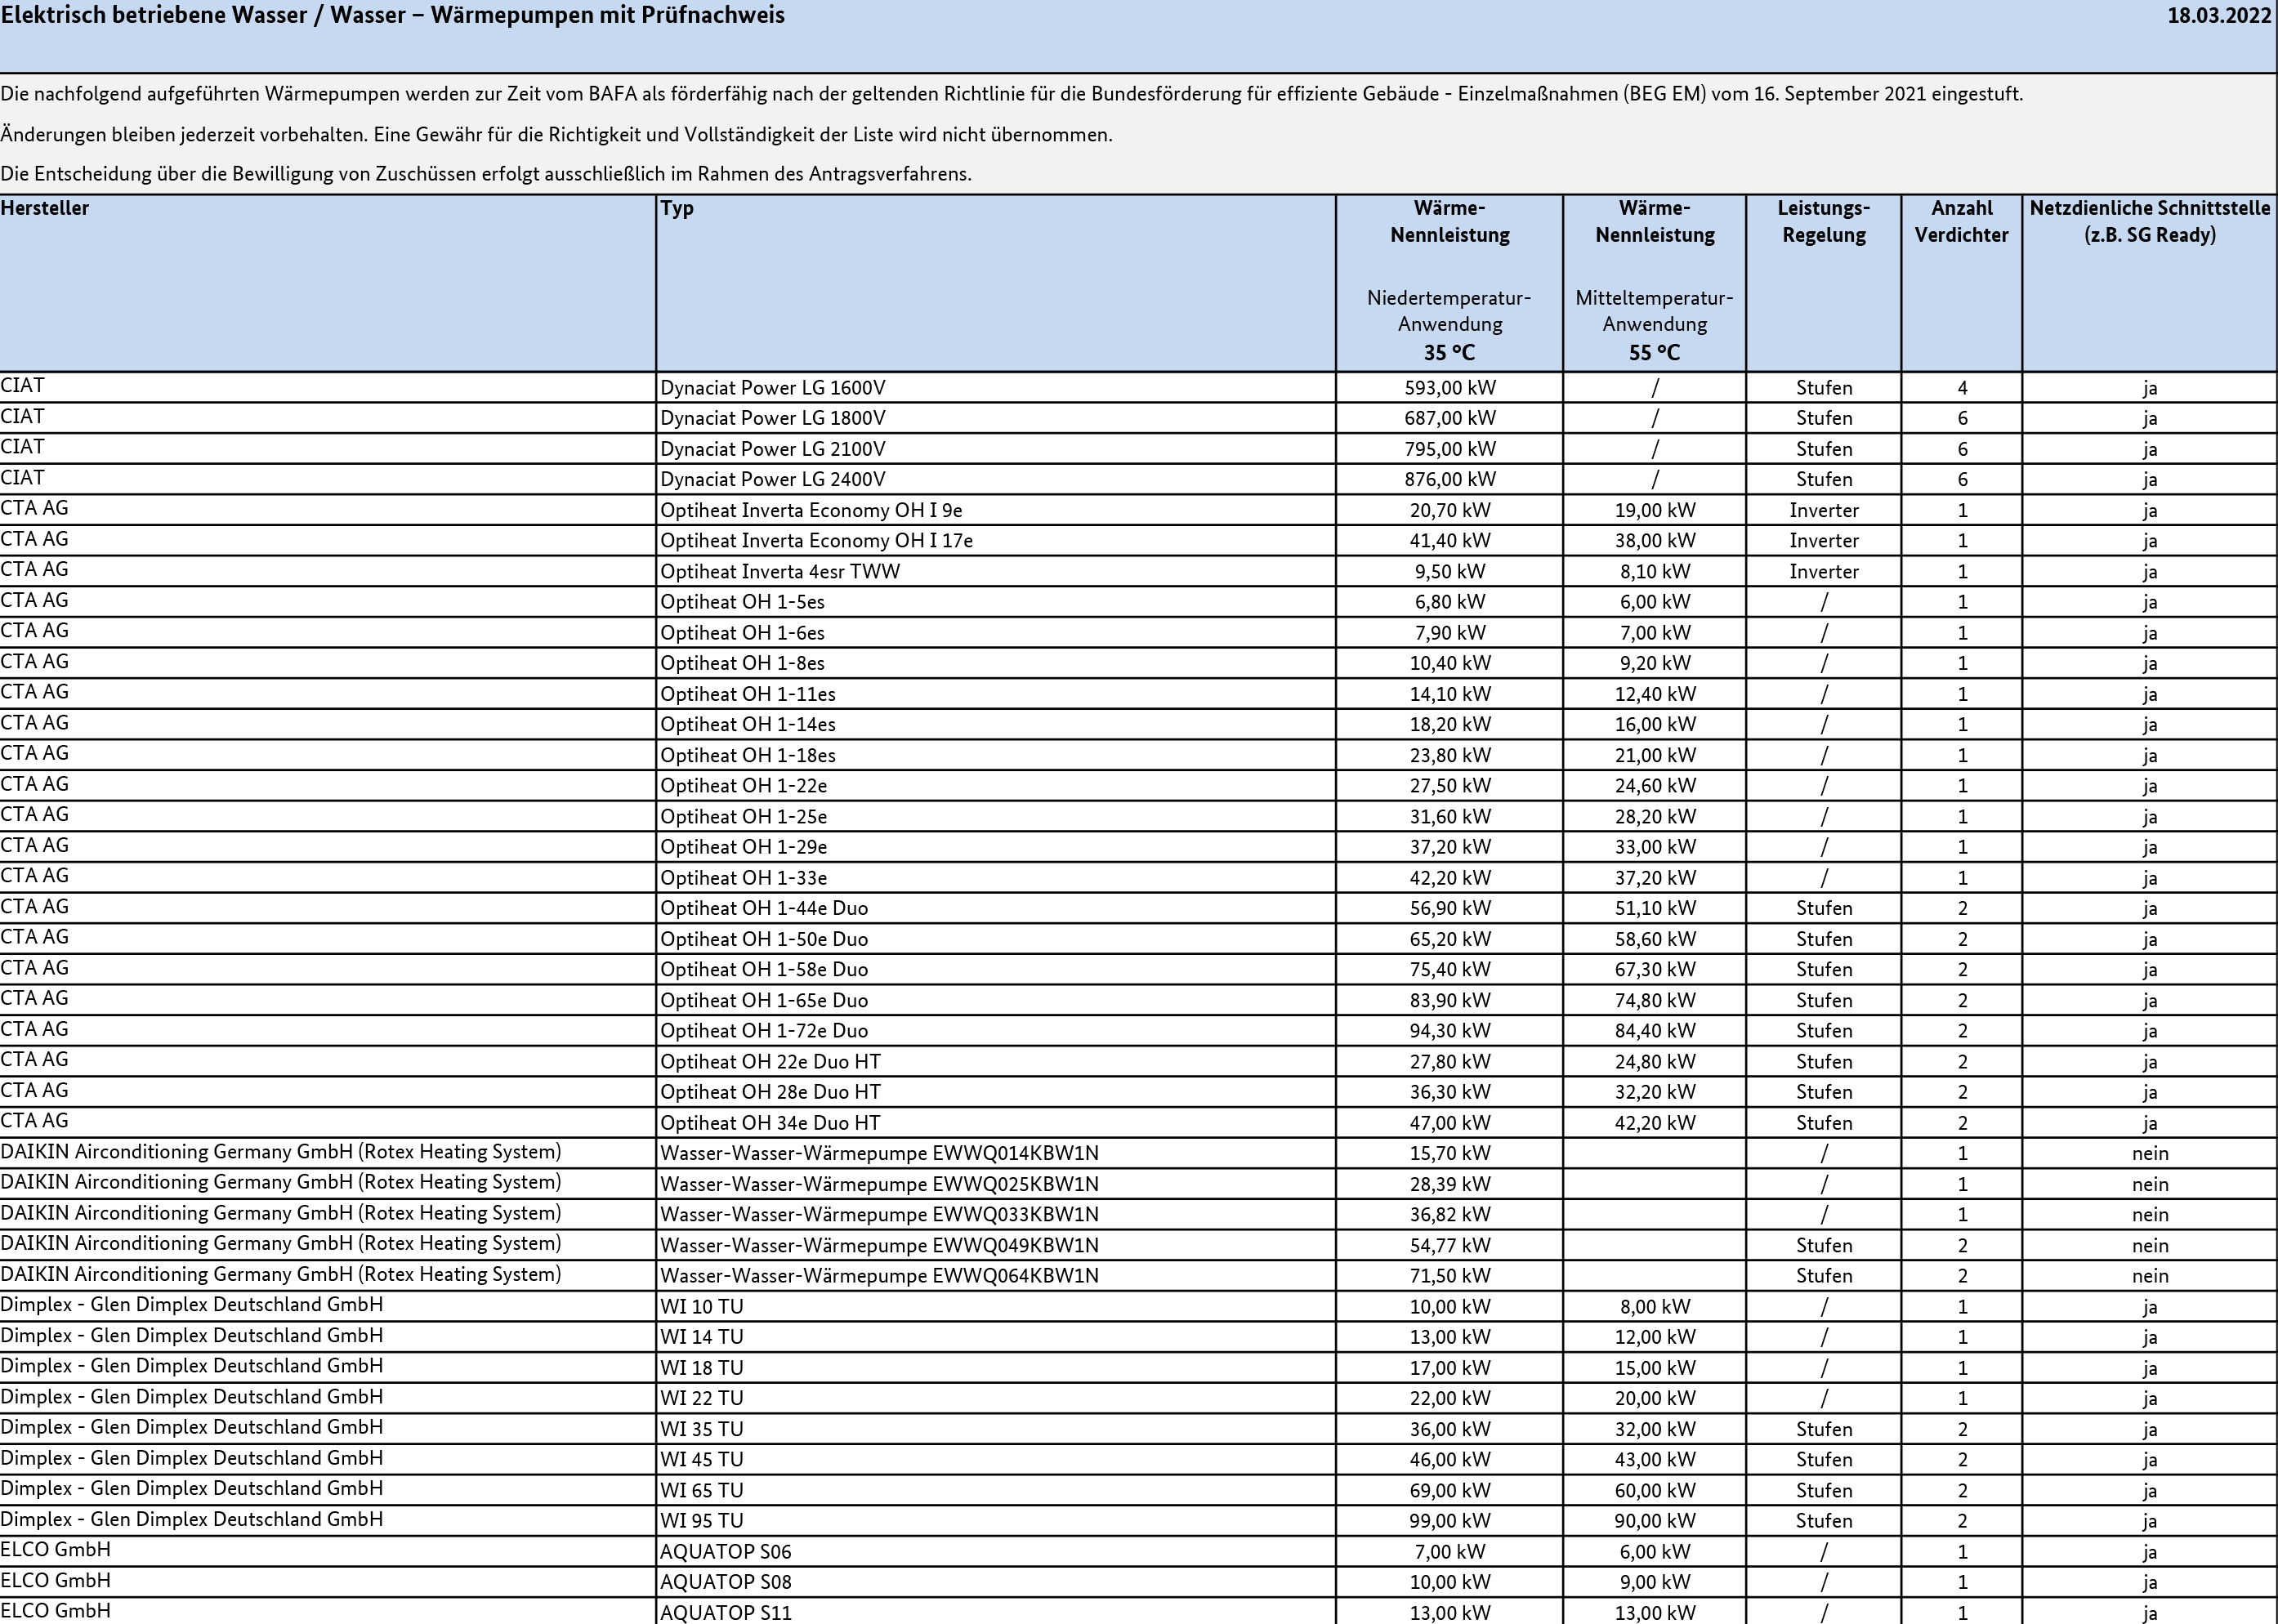 Elektrisch betriebene Wasser / Wasser – Wärmepumpen mit Prüfnachweis 18.03.2022
Die nachfolgend aufgeführten Wärmepumpen werden zur Zeit vom BAFA als förderfähig nach der geltenden Richtlinie für die Bundesförderung für effiziente Gebäude - Einzelmaßnahmen (BEG EM) vom 16. September 2021 eingestuft.
Änderungen bleiben jederzeit vorbehalten. Eine Gewähr für die Richtigkeit und Vollständigkeit der Liste wird nicht übernommen.
Die Entscheidung über die Bewilligung von Zuschüssen erfolgt ausschließlich im Rahmen des Antragsverfahrens.
Hersteller Typ Wärme- Wärme- Leistungs- Anzahl Netzdienliche Schnittstelle
Nennleistung Nennleistung Regelung Verdichter (z.B. SG Ready)
Niedertemperatur- Mitteltemperatur-
Anwendung Anwendung
35 °C 55 °C
CIAT Dynaciat Power LG 1600V 593,00 kW / Stufen 4 ja
CIAT Dynaciat Power LG 1800V 687,00 kW / Stufen 6 ja
CIAT Dynaciat Power LG 2100V 795,00 kW / Stufen 6 ja
CIAT Dynaciat Power LG 2400V 876,00 kW / Stufen 6 ja
CTA AG Optiheat Inverta Economy OH I 9e 20,70 kW 19,00 kW Inverter 1 ja
CTA AG Optiheat Inverta Economy OH I 17e 41,40 kW 38,00 kW Inverter 1 ja
CTA AG Optiheat Inverta 4esr TWW 9,50 kW 8,10 kW Inverter 1 ja
CTA AG Optiheat OH 1-5es 6,80 kW 6,00 kW / 1 ja
CTA AG Optiheat OH 1-6es 7,90 kW 7,00 kW / 1 ja
CTA AG Optiheat OH 1-8es 10,40 kW 9,20 kW / 1 ja
CTA AG Optiheat OH 1-11es 14,10 kW 12,40 kW / 1 ja
CTA AG Optiheat OH 1-14es 18,20 kW 16,00 kW / 1 ja
CTA AG Optiheat OH 1-18es 23,80 kW 21,00 kW / 1 ja
CTA AG Optiheat OH 1-22e 27,50 kW 24,60 kW / 1 ja
CTA AG Optiheat OH 1-25e 31,60 kW 28,20 kW / 1 ja
CTA AG Optiheat OH 1-29e 37,20 kW 33,00 kW / 1 ja
CTA AG Optiheat OH 1-33e 42,20 kW 37,20 kW / 1 ja
CTA AG Optiheat OH 1-44e Duo 56,90 kW 51,10 kW Stufen 2 ja
CTA AG Optiheat OH 1-50e Duo 65,20 kW 58,60 kW Stufen 2 ja
CTA AG Optiheat OH 1-58e Duo 75,40 kW 67,30 kW Stufen 2 ja
CTA AG Optiheat OH 1-65e Duo 83,90 kW 74,80 kW Stufen 2 ja
CTA AG Optiheat OH 1-72e Duo 94,30 kW 84,40 kW Stufen 2 ja
CTA AG Optiheat OH 22e Duo HT 27,80 kW 24,80 kW Stufen 2 ja
CTA AG Optiheat OH 28e Duo HT 36,30 kW 32,20 kW Stufen 2 ja
CTA AG Optiheat OH 34e Duo HT 47,00 kW 42,20 kW Stufen 2 ja
DAIKIN Airconditioning Germany GmbH (Rotex Heating System) Wasser-Wasser-Wärmepumpe EWWQ014KBW1N 15,70 kW / 1 nein
DAIKIN Airconditioning Germany GmbH (Rotex Heating System) Wasser-Wasser-Wärmepumpe EWWQ025KBW1N 28,39 kW / 1 nein
DAIKIN Airconditioning Germany GmbH (Rotex Heating System) Wasser-Wasser-Wärmepumpe EWWQ033KBW1N 36,82 kW / 1 nein
DAIKIN Airconditioning Germany GmbH (Rotex Heating System) Wasser-Wasser-Wärmepumpe EWWQ049KBW1N 54,77 kW Stufen 2 nein
DAIKIN Airconditioning Germany GmbH (Rotex Heating System) Wasser-Wasser-Wärmepumpe EWWQ064KBW1N 71,50 kW Stufen 2 nein
Dimplex - Glen Dimplex Deutschland GmbH WI 10 TU 10,00 kW 8,00 kW / 1 ja
Dimplex - Glen Dimplex Deutschland GmbH WI 14 TU 13,00 kW 12,00 kW / 1 ja
Dimplex - Glen Dimplex Deutschland GmbH WI 18 TU 17,00 kW 15,00 kW / 1 ja
Dimplex - Glen Dimplex Deutschland GmbH WI 22 TU 22,00 kW 20,00 kW / 1 ja
Dimplex - Glen Dimplex Deutschland GmbH WI 35 TU 36,00 kW 32,00 kW Stufen 2 ja
Dimplex - Glen Dimplex Deutschland GmbH WI 45 TU 46,00 kW 43,00 kW Stufen 2 ja
Dimplex - Glen Dimplex Deutschland GmbH WI 65 TU 69,00 kW 60,00 kW Stufen 2 ja
Dimplex - Glen Dimplex Deutschland GmbH WI 95 TU 99,00 kW 90,00 kW Stufen 2 ja
ELCO GmbH AQUATOP S06 7,00 kW 6,00 kW / 1 ja
ELCO GmbH AQUATOP S08 10,00 kW 9,00 kW / 1 ja
ELCO GmbH AQUATOP S11 13,00 kW 13,00 kW / 1 ja